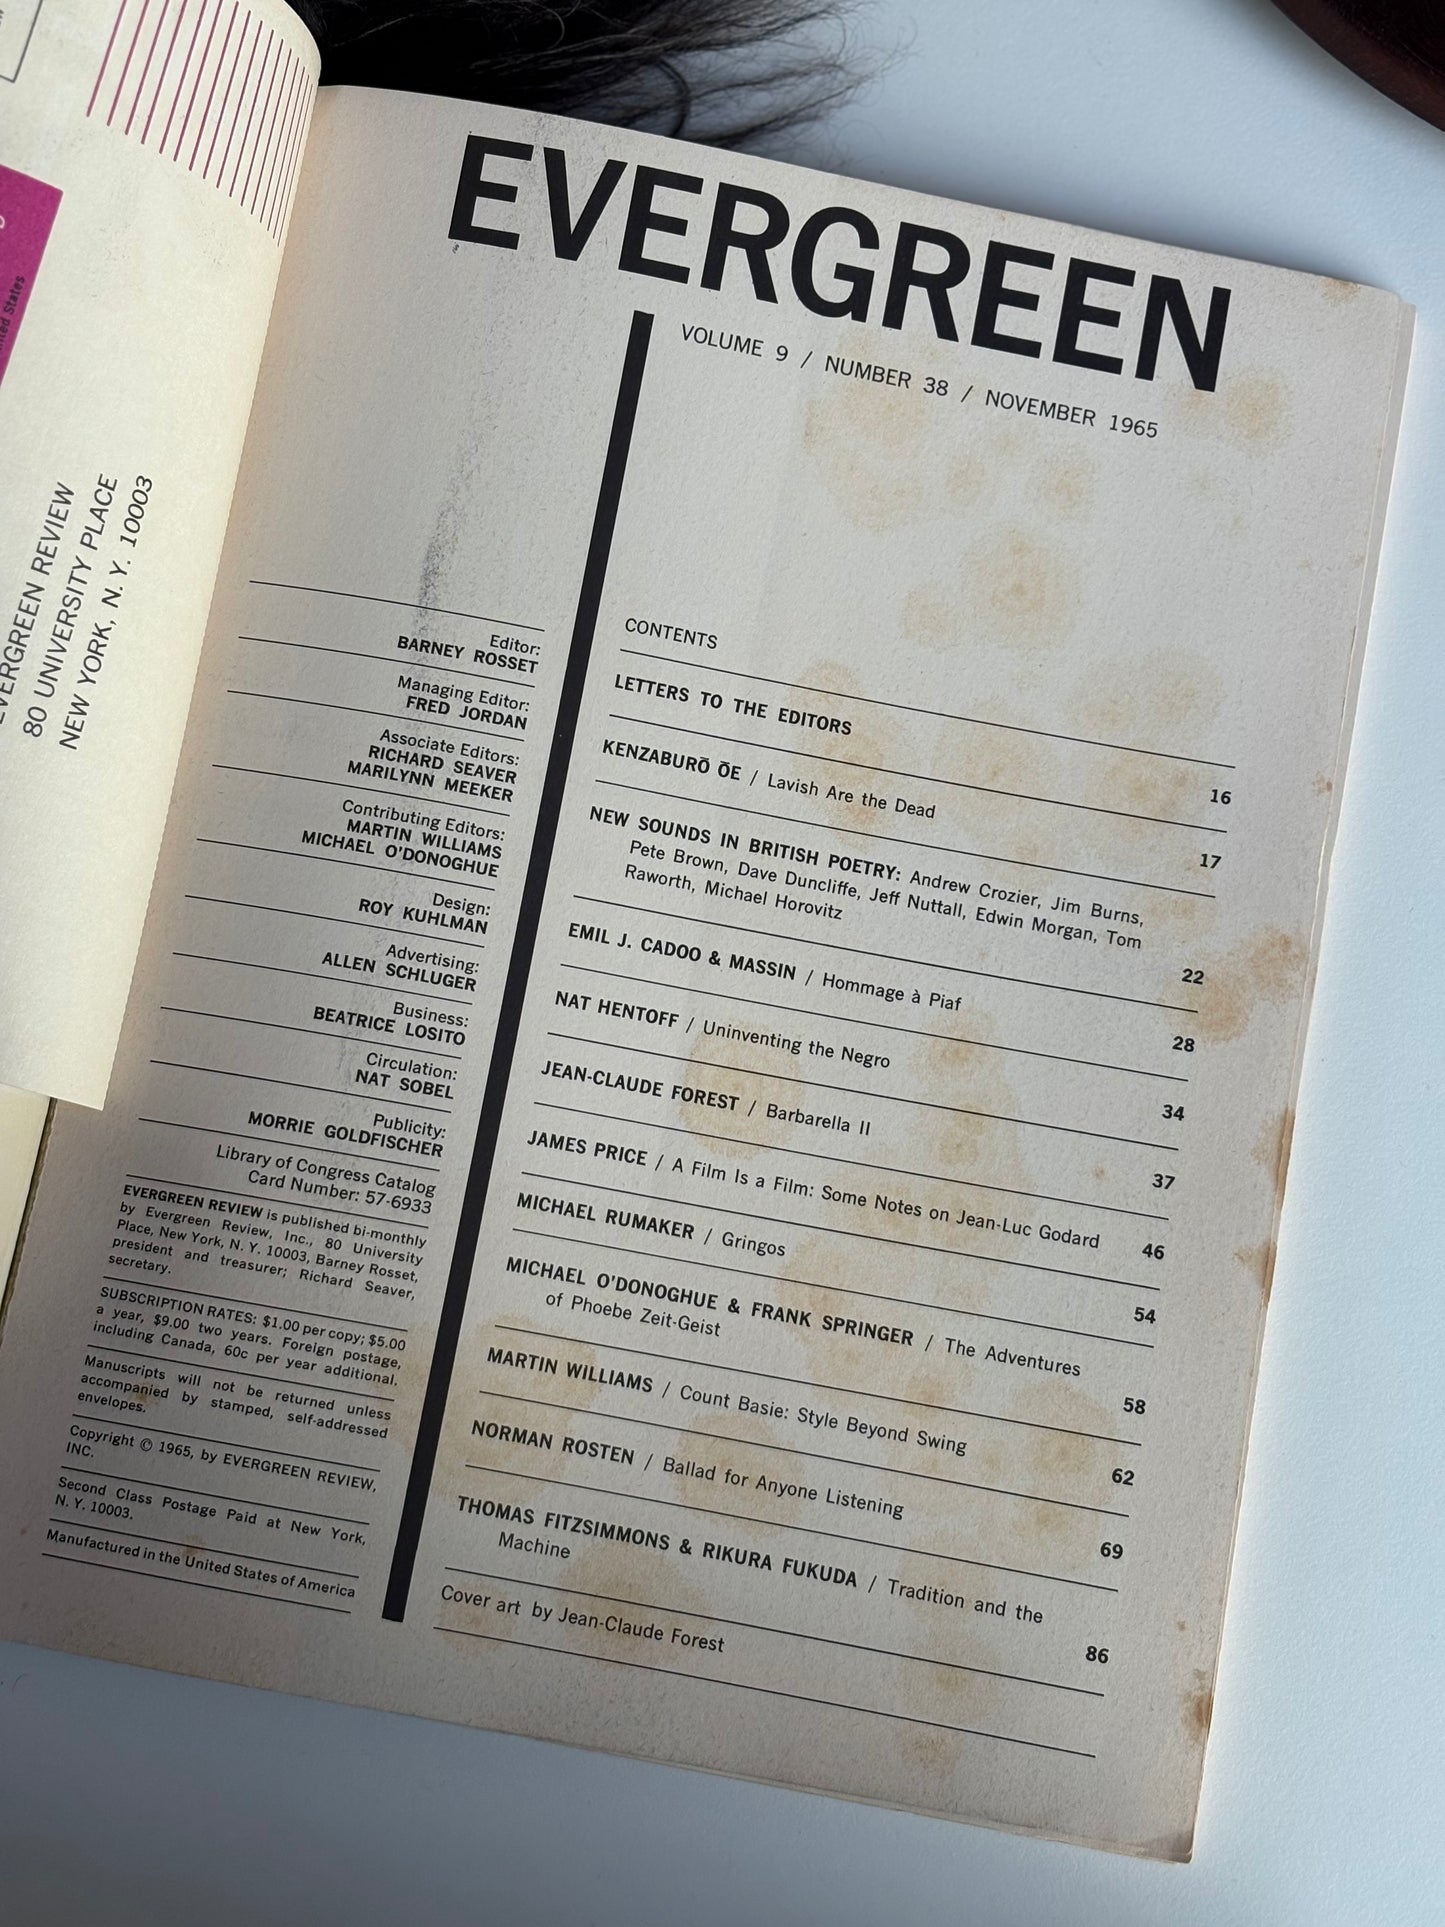 United States
EVERGREEN REVIEW
80 UNIVERSITY PLACE
NEW YORK, N. Y. 10003
EVERGREEN
VOLUME 9 / NUMBER 38 / NOVEMBER 1965
Editor:
BARNEY ROSSET
Managing Editor:
FRED JORDAN
Associate Editors:
RICHARD SEAVER
MARILYNN MEEKER
Contributing Editors:
MARTIN WILLIAMS
MICHAEL O'DONOGHUE
Design:
ROY KUHLMAN
Advertising:
ALLEN SCHLUGER
Business:
BEATRICE LOSITO
Circulation:
NAT SOBEL
Publicity:
MORRIE GOLDFISCHER
Library of Congress Catalog
Card Number: 57-6933
EVERGREEN REVIEW is published bi-monthly
by Evergreen Review, Inc., 80 University
Place, New York, N. Y. 10003, Barney Rosset,
president and treasurer; Richard Seaver,
secretary.
SUBSCRIPTION RATES: $1.00 per copy; $5.00
a year, $9.00 two years. Foreign postage,
including Canada, 60c per year additional.
Manuscripts will not be returned unless
accompanied by stamped, self-addressed
envelopes.
Copyright © 1965, by EVERGREEN REVIEW,
INC.
Second Class Postage Paid at New York,
N. Y. 10003.
Manufactured in the United States of America
CONTENTS
LETTERS TO THE EDITORS 16
KENZABURŌ ŌE / Lavish Are the Dead 17
NEW SOUNDS IN BRITISH POETRY: Andrew Crozier, Jim Burns,
Pete Brown, Dave Duncliffe, Jeff Nuttall, Edwin Morgan, Tom
Raworth, Michael Horovitz 22
EMIL J. CADOO & MASSIN / Hommage à Piaf 28
NAT HENTOFF / Uninventing the Negro 34
JEAN-CLAUDE FOREST / Barbarella II 37
JAMES PRICE / A Film Is a Film: Some Notes on Jean-Luc Godard 46
MICHAEL RUMAKER / Gringos 54
MICHAEL O'DONOGHUE & FRANK SPRINGER / The Adventures
of Phoebe Zeit-Geist 58
MARTIN WILLIAMS / Count Basie: Style Beyond Swing 62
NORMAN ROSTEN / Ballad for Anyone Listening 69
THOMAS FITZSIMMONS & RIKURA FUKUDA / Tradition and the
Machine 86
Cover art by Jean-Claude Forest